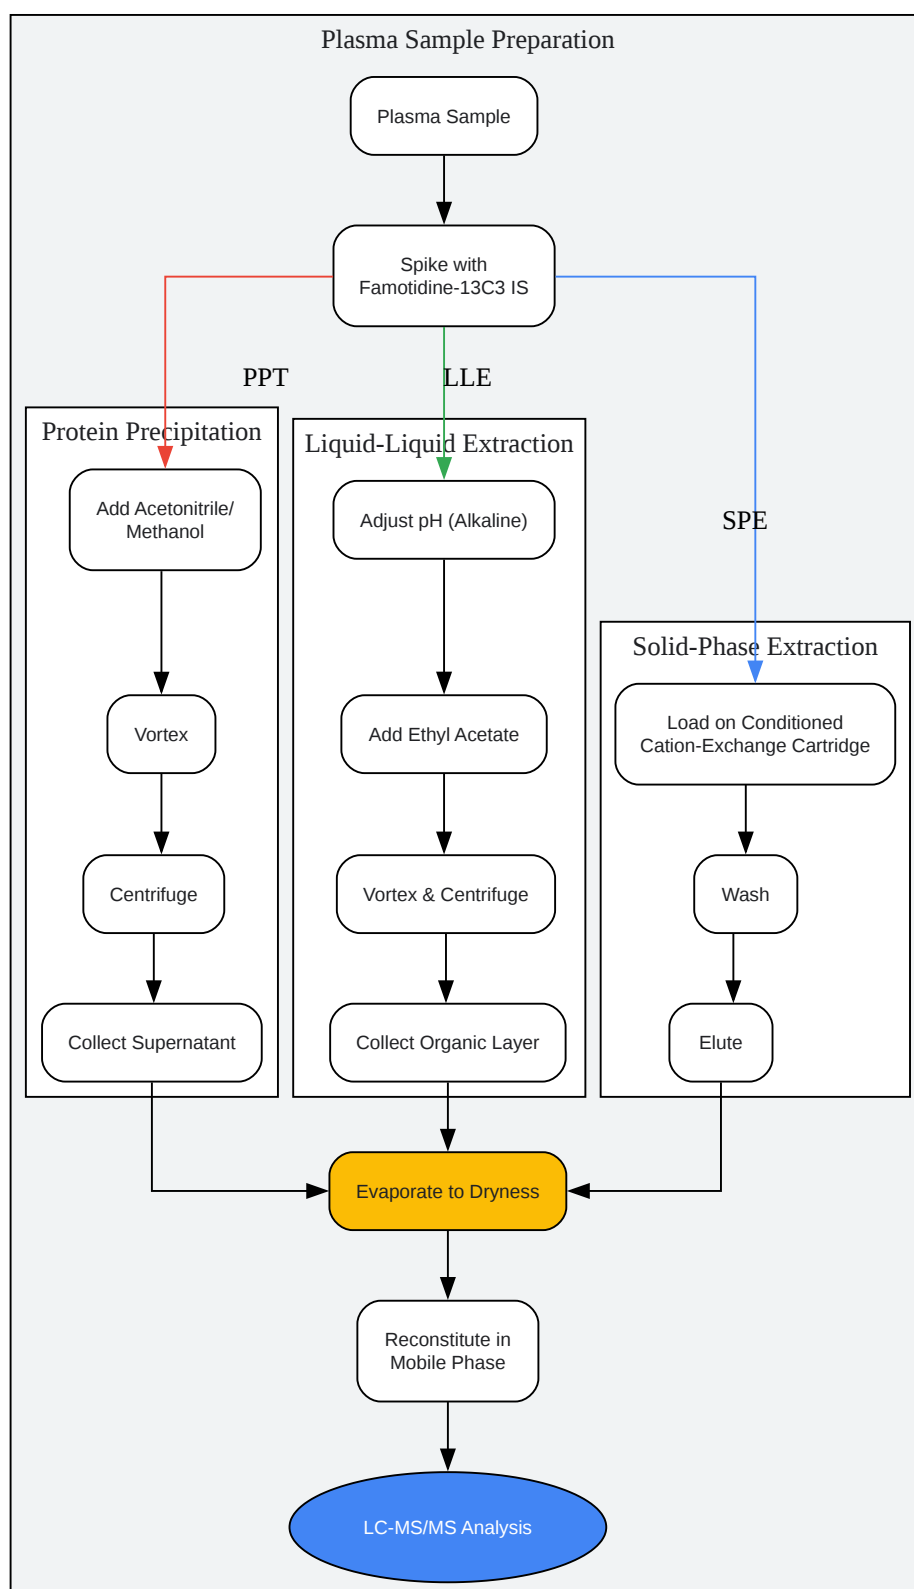 Plasma Sample Preparation
Plasma Sample
Spike with
Famotidine-13C3 IS
PPT
LLE
SPE
Protein Precipitation
Add Acetonitrile/
Methanol
Vortex
Centrifuge
Collect Supernatant
Liquid-Liquid Extraction
Adjust pH (Alkaline)
Add Ethyl Acetate
Vortex & Centrifuge
Collect Organic Layer
Solid-Phase Extraction
Load on Conditioned
Cation-Exchange Cartridge
Wash
Elute
Evaporate to Dryness
Reconstitute in
Mobile Phase
LC-MS/MS Analysis